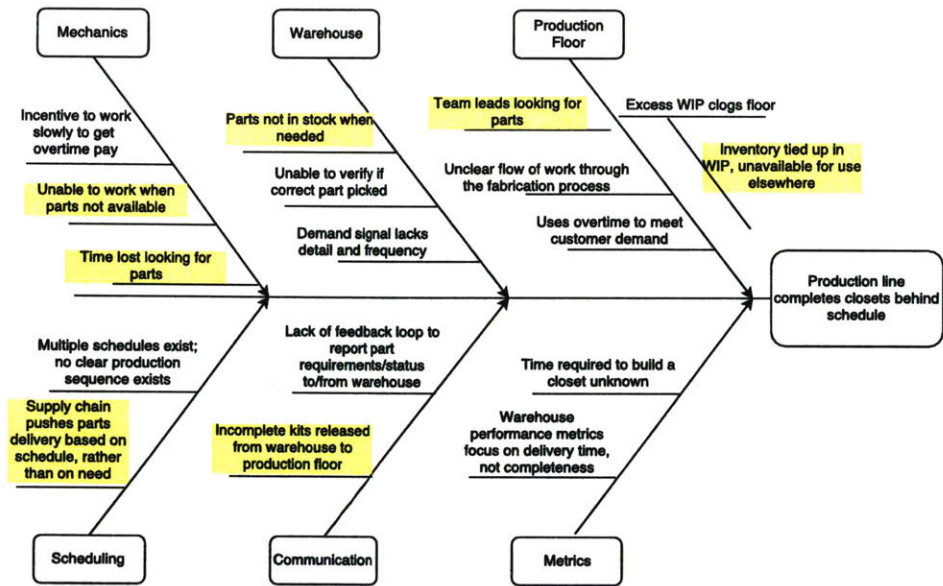 Mechanics
Warehouse
Production
Floor
Incentive to work
slowly to get
overtime pay
Unable to work when
parts not available
Time lost looking for
parts
Parts not in stock when
needed
Unable to verify if
correct part picked
Demand signal lacks
detail and frequency
Team leads looking for
parts
Excess WIP clogs floor
Inventory tied up in
WIP, unavailable for use
elsewhere
Unclear flow of work through
the fabrication process
Uses overtime to meet
customer demand
Production line
completes closets behind
schedule
Multiple schedules exist;
no clear production
sequence exists
Supply chain
pushes parts
delivery based on
schedule, rather
than on need
Lack of feedback loop to
report part
requirements/status
to/from warehouse
Incomplete kits released
from warehouse to
production floor
Time required to build a
closet unknown
Warehouse
performance metrics
focus on delivery time,
not completeness
Scheduling
Communication
Metrics